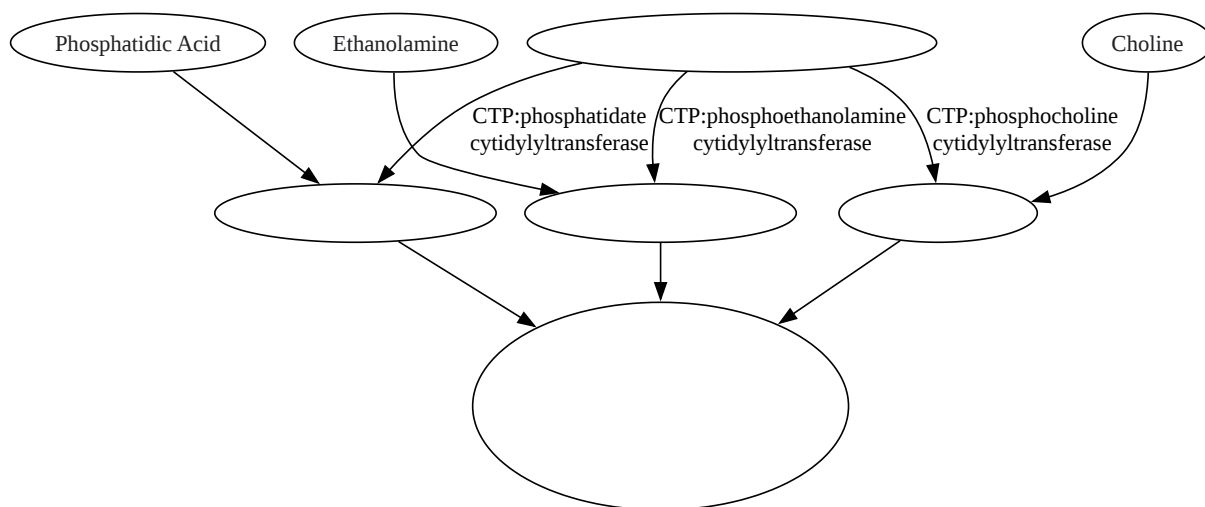 Phosphatidic Acid
Ethanolamine
Choline
CTP:phosphatidate
cytidylyltransferase
CTP:phosphoethanolamine
cytidylyltransferase
CTP:phosphocholine
cytidylyltransferase